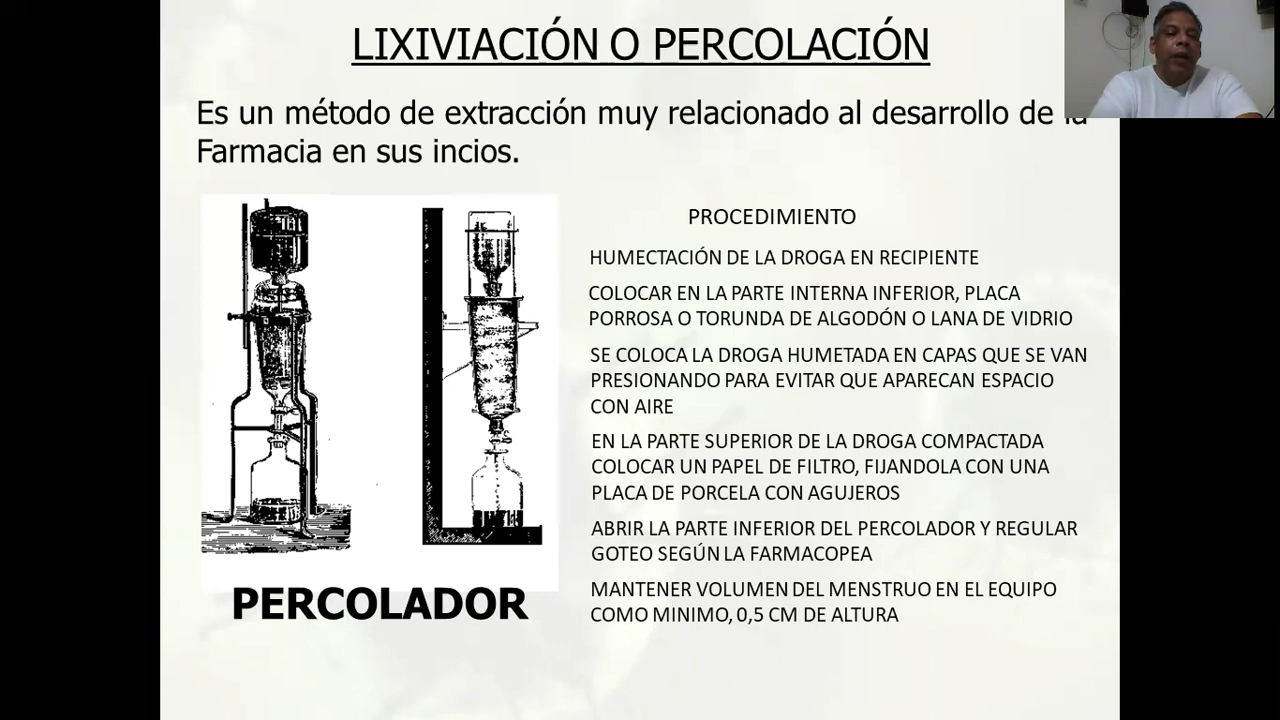 LIXIVIACIÓN O PERCOLACIÓN
Es un método de extracción muy relacionado al desarrollo de la
Farmacia en sus incios.
PROCEDIMIENTO
HUMECTACIÓN DE LA DROGA EN RECIPIENTE
COLOCAR EN LA PARTE INTERNA INFERIOR, PLACA
PORROSA O TORUNDA DE ALGODÓN O LANA DE VIDRIO
SE COLOCA LA DROGA HUMETADA EN CAPAS QUE SE VAN
PRESIONANDO PARA EVITAR QUE APARECAN ESPACIO
CON AIRE
EN LA PARTE SUPERIOR DE LA DROGA COMPACTADA
COLOCAR UN PAPEL DE FILTRO, FIJANDOLA CON UNA
PLACA DE PORCELA CON AGUJEROS
ABRIR LA PARTE INFERIOR DEL PERCOLADOR Y REGULAR
GOTEO SEGÚN LA FARMACOPEA
MANTENER VOLUMEN DEL MENSTRUO EN EL EQUIPO
COMO MINIMO, 0,5 CM DE ALTURA
PERCOLADOR